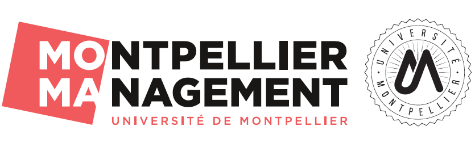 MONTPELLIER
MANAGEMENT
UNIVERSITÉ DE MONTPELLIER
UNIVERSITÉ
MONTPELLIER